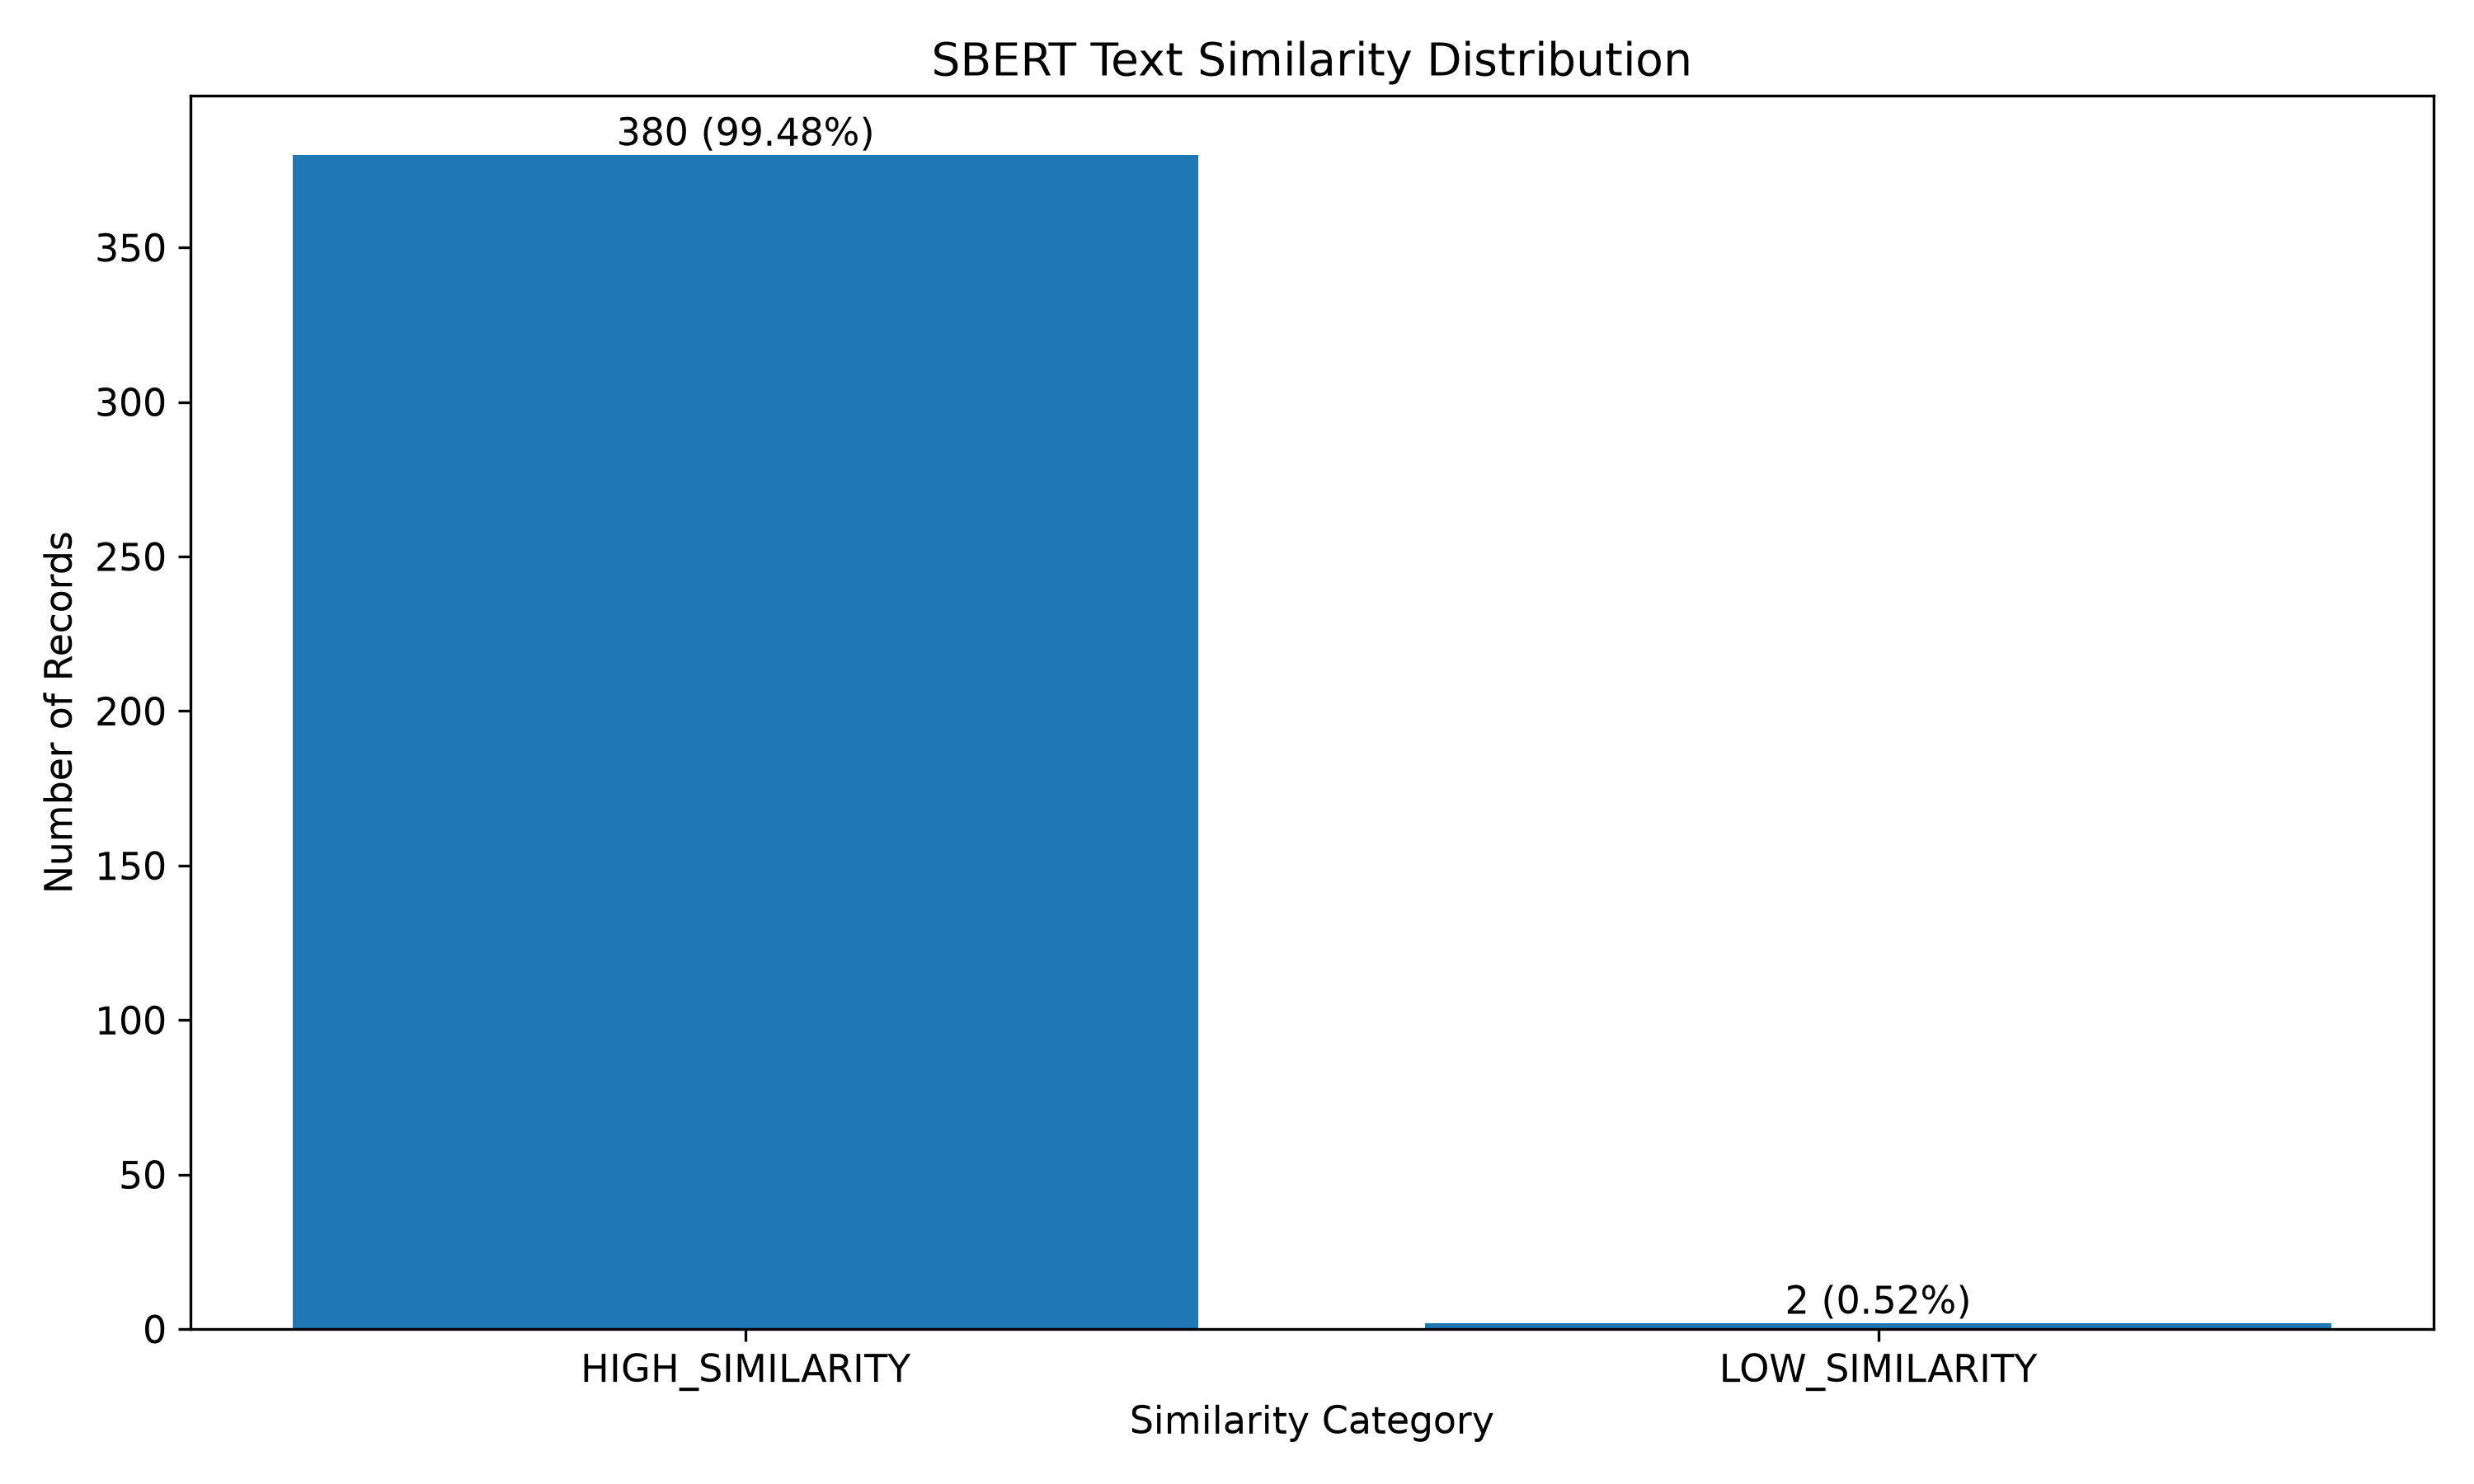 SBERT Text Similarity Distribution
380 (99.48%)
350
300
250
200
150
100
50
0
Number of Records
2 (0.52%)
HIGH_SIMILARITY
LOW_SIMILARITY
Similarity Category